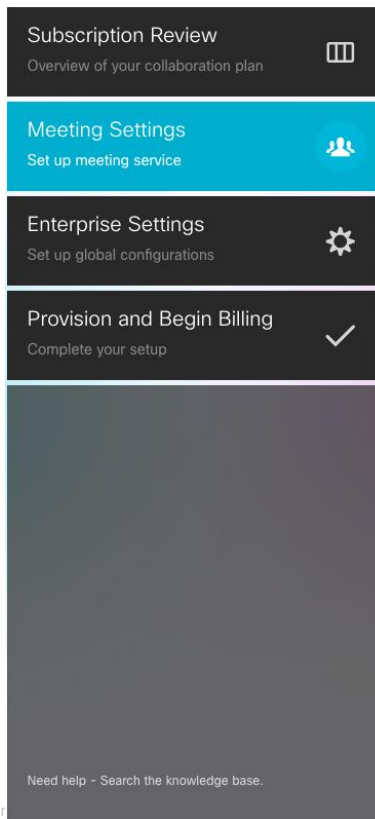 Subscription Review
Overview of your collaboration plan
Meeting Settings
Set up meeting service
Enterprise Settings
Set up global configurations
Provision and Begin Billing
Complete your setup
Need help - Search the knowledge base.
r